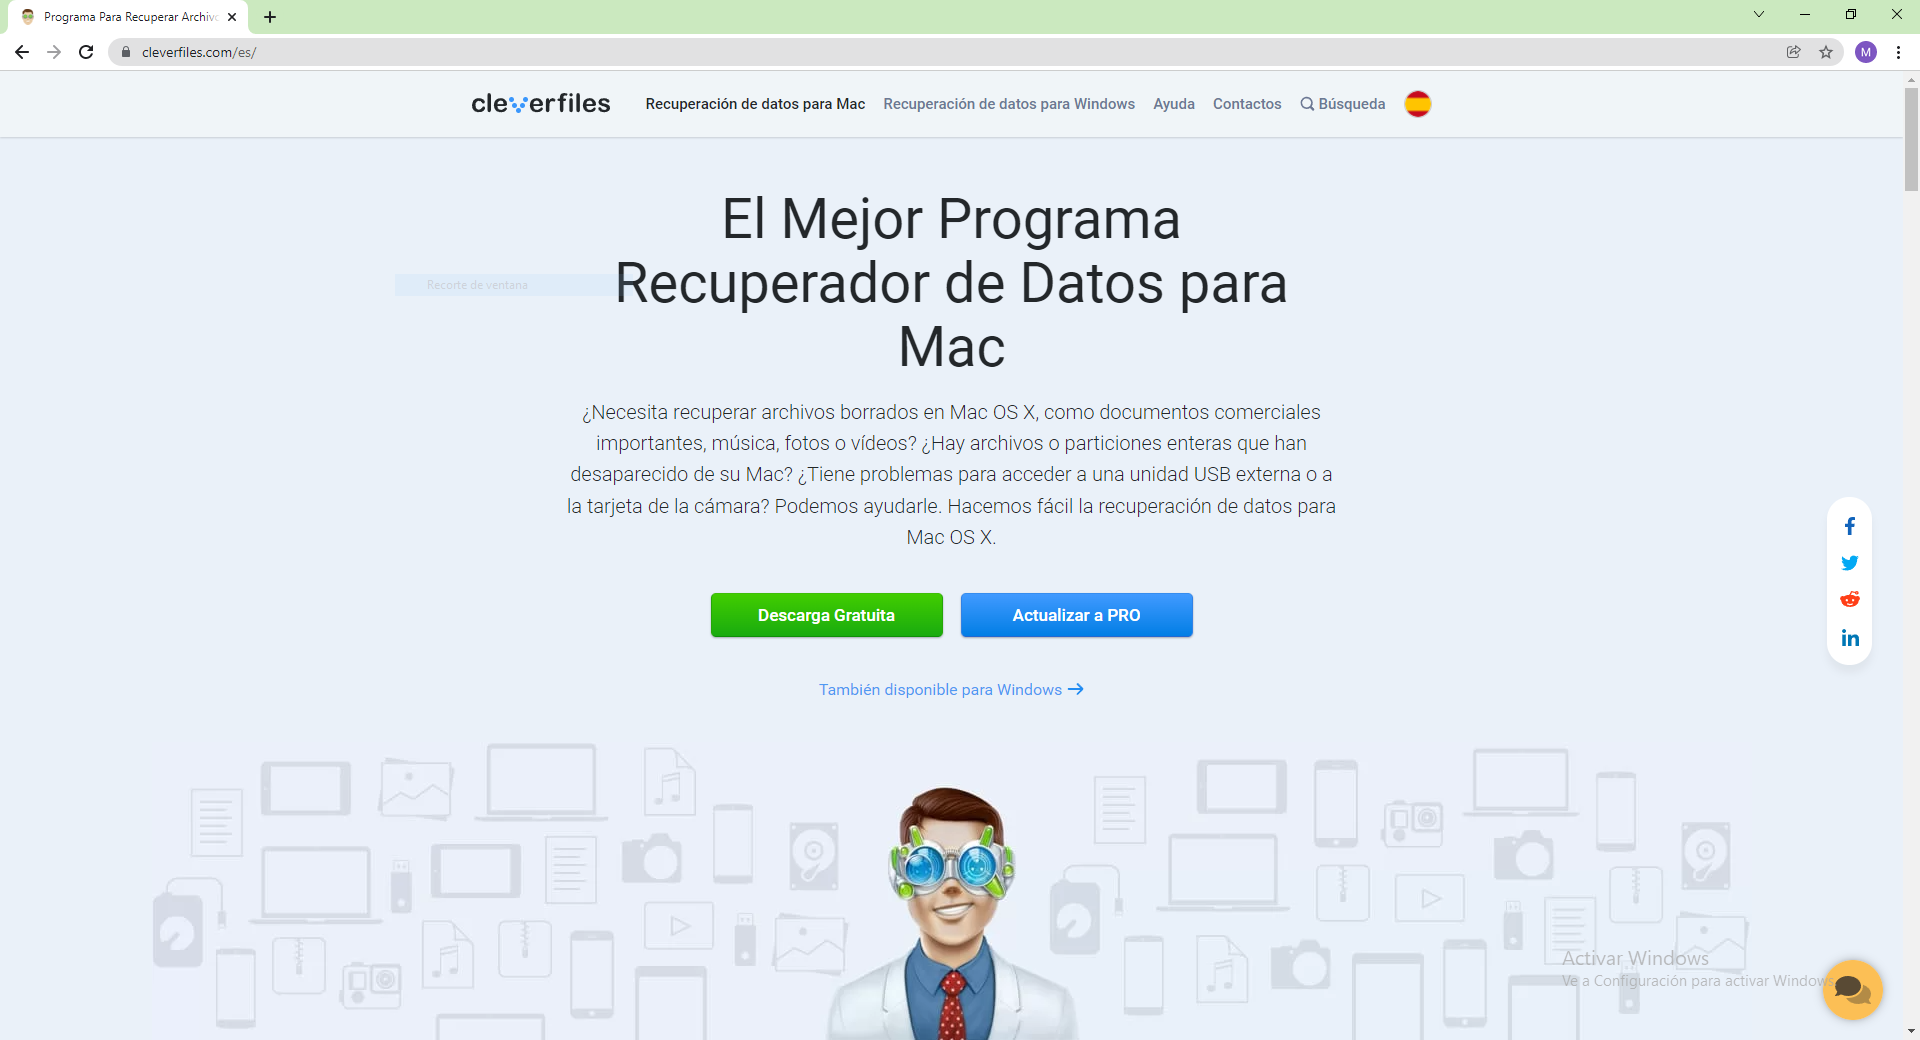 Programa Para Recuperar Archivo
cleverfiles.com/es/
M
cleverfiles
Recuperación de datos para Mac
Recuperación de datos para Windows
Ayuda
Contactos
Búsqueda
El Mejor Programa
Recuperador de Datos para
Mac
Recorte de ventana
¿Necesita recuperar archivos borrados en Mac OS X, como documentos comerciales
importantes, música, fotos o vídeos? ¿Hay archivos o particiones enteras que han
desaparecido de su Mac? ¿Tiene problemas para acceder a una unidad USB externa o a
la tarjeta de la cámara? Podemos ayudarle. Hacemos fácil la recuperación de datos para
Mac OS X.
Descarga Gratuita
Actualizar a PRO
También disponible para Windows
Activar Windows
Ve a Configuración para activar Windows